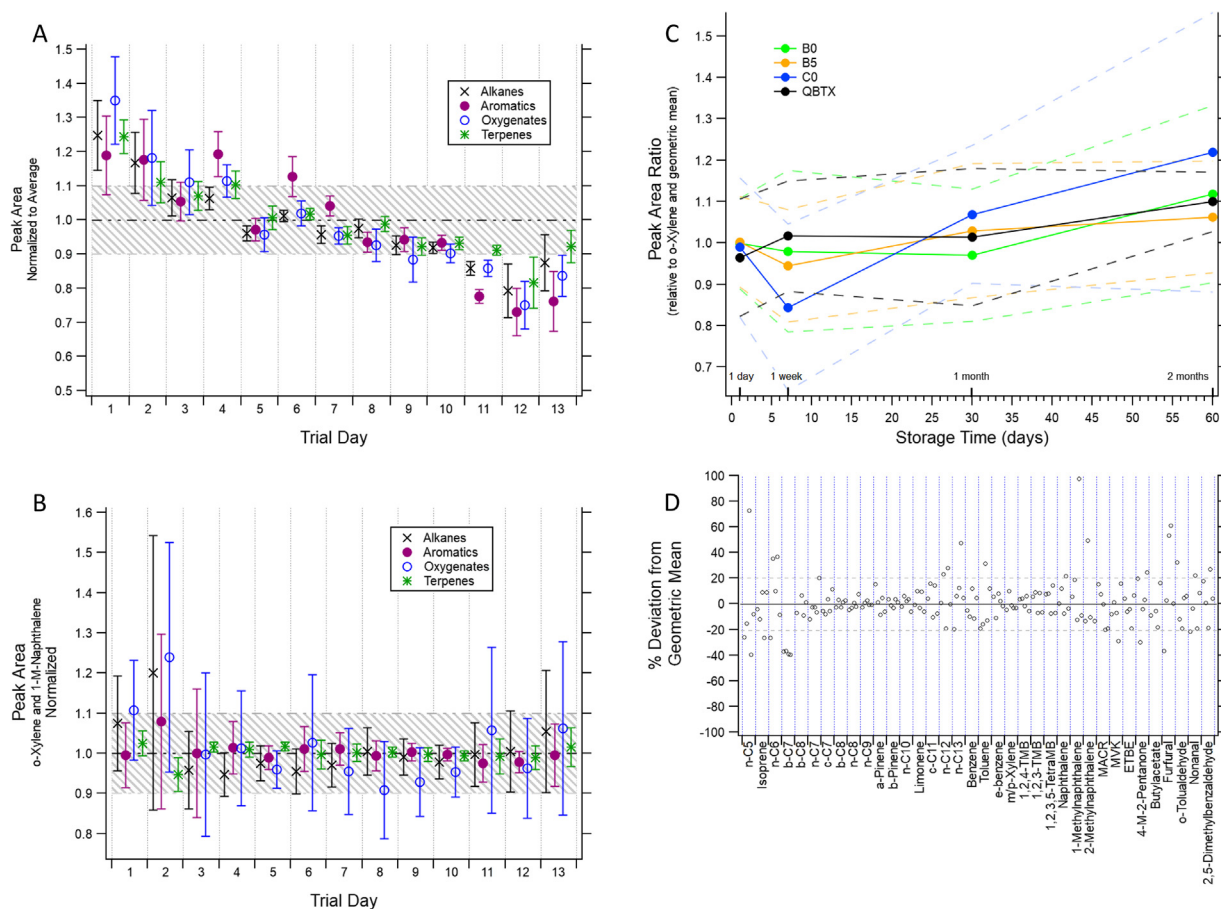 A
Peak Area
Normalized to Average
1.5
1.4
1.3
1.2
1.1
1.0
0.9
0.8
0.7
0.6
0.5
Alkanes
Aromatics
Oxygenates
Terpenes
1 2 3 4 5 6 7 8 9 10 11 12 13
Trial Day
B
Peak Area
o-Xylene and 1-M-Naphthalene
Normalized
1.6
1.5
1.4
1.3
1.2
1.1
1.0
0.9
0.8
Alkanes
Aromatics
Oxygenates
Terpenes
1 2 3 4 5 6 7 8 9 10 11 12 13
Trial Day
C
Peak Area Ratio
(relative to o-Xylene and geometric mean)
1.5
1.4
1.3
1.2
1.1
1.0
0.9
0.8
0.7
B0
B5
C0
QBTX
1 day 1 week 1 month 2 months
0 5 10 15 20 25 30 35 40 45 50 55 60
Storage Time (days)
D
% Deviation from
Geometric Mean
100
80
60
40
20
0
-20
-40
-60
-80
-100
n-C5
Isoprene
n-C6
b-C7
b-C8
n-C7
c-C7
b-C8
n-C8
b-C9
n-C9
a-Pinene
b-Pinene
n-C10
Limonene
c-C11
n-C12
n-C13
Benzene
Toluene
e-benzene
m/p-Xylene
1,2,4-TMB
1,2,3-TMB
1,2,3,5-TetraMB
Naphthalene
1-Methylnaphthalene
2-Methylnaphthalene
MACR
MVK
ETBE
4-M-2-Pentanone
Butylacetate
Furfural
o-Tolualdehyde
Nonanal
2,5-Dimethylbenzaldehyde